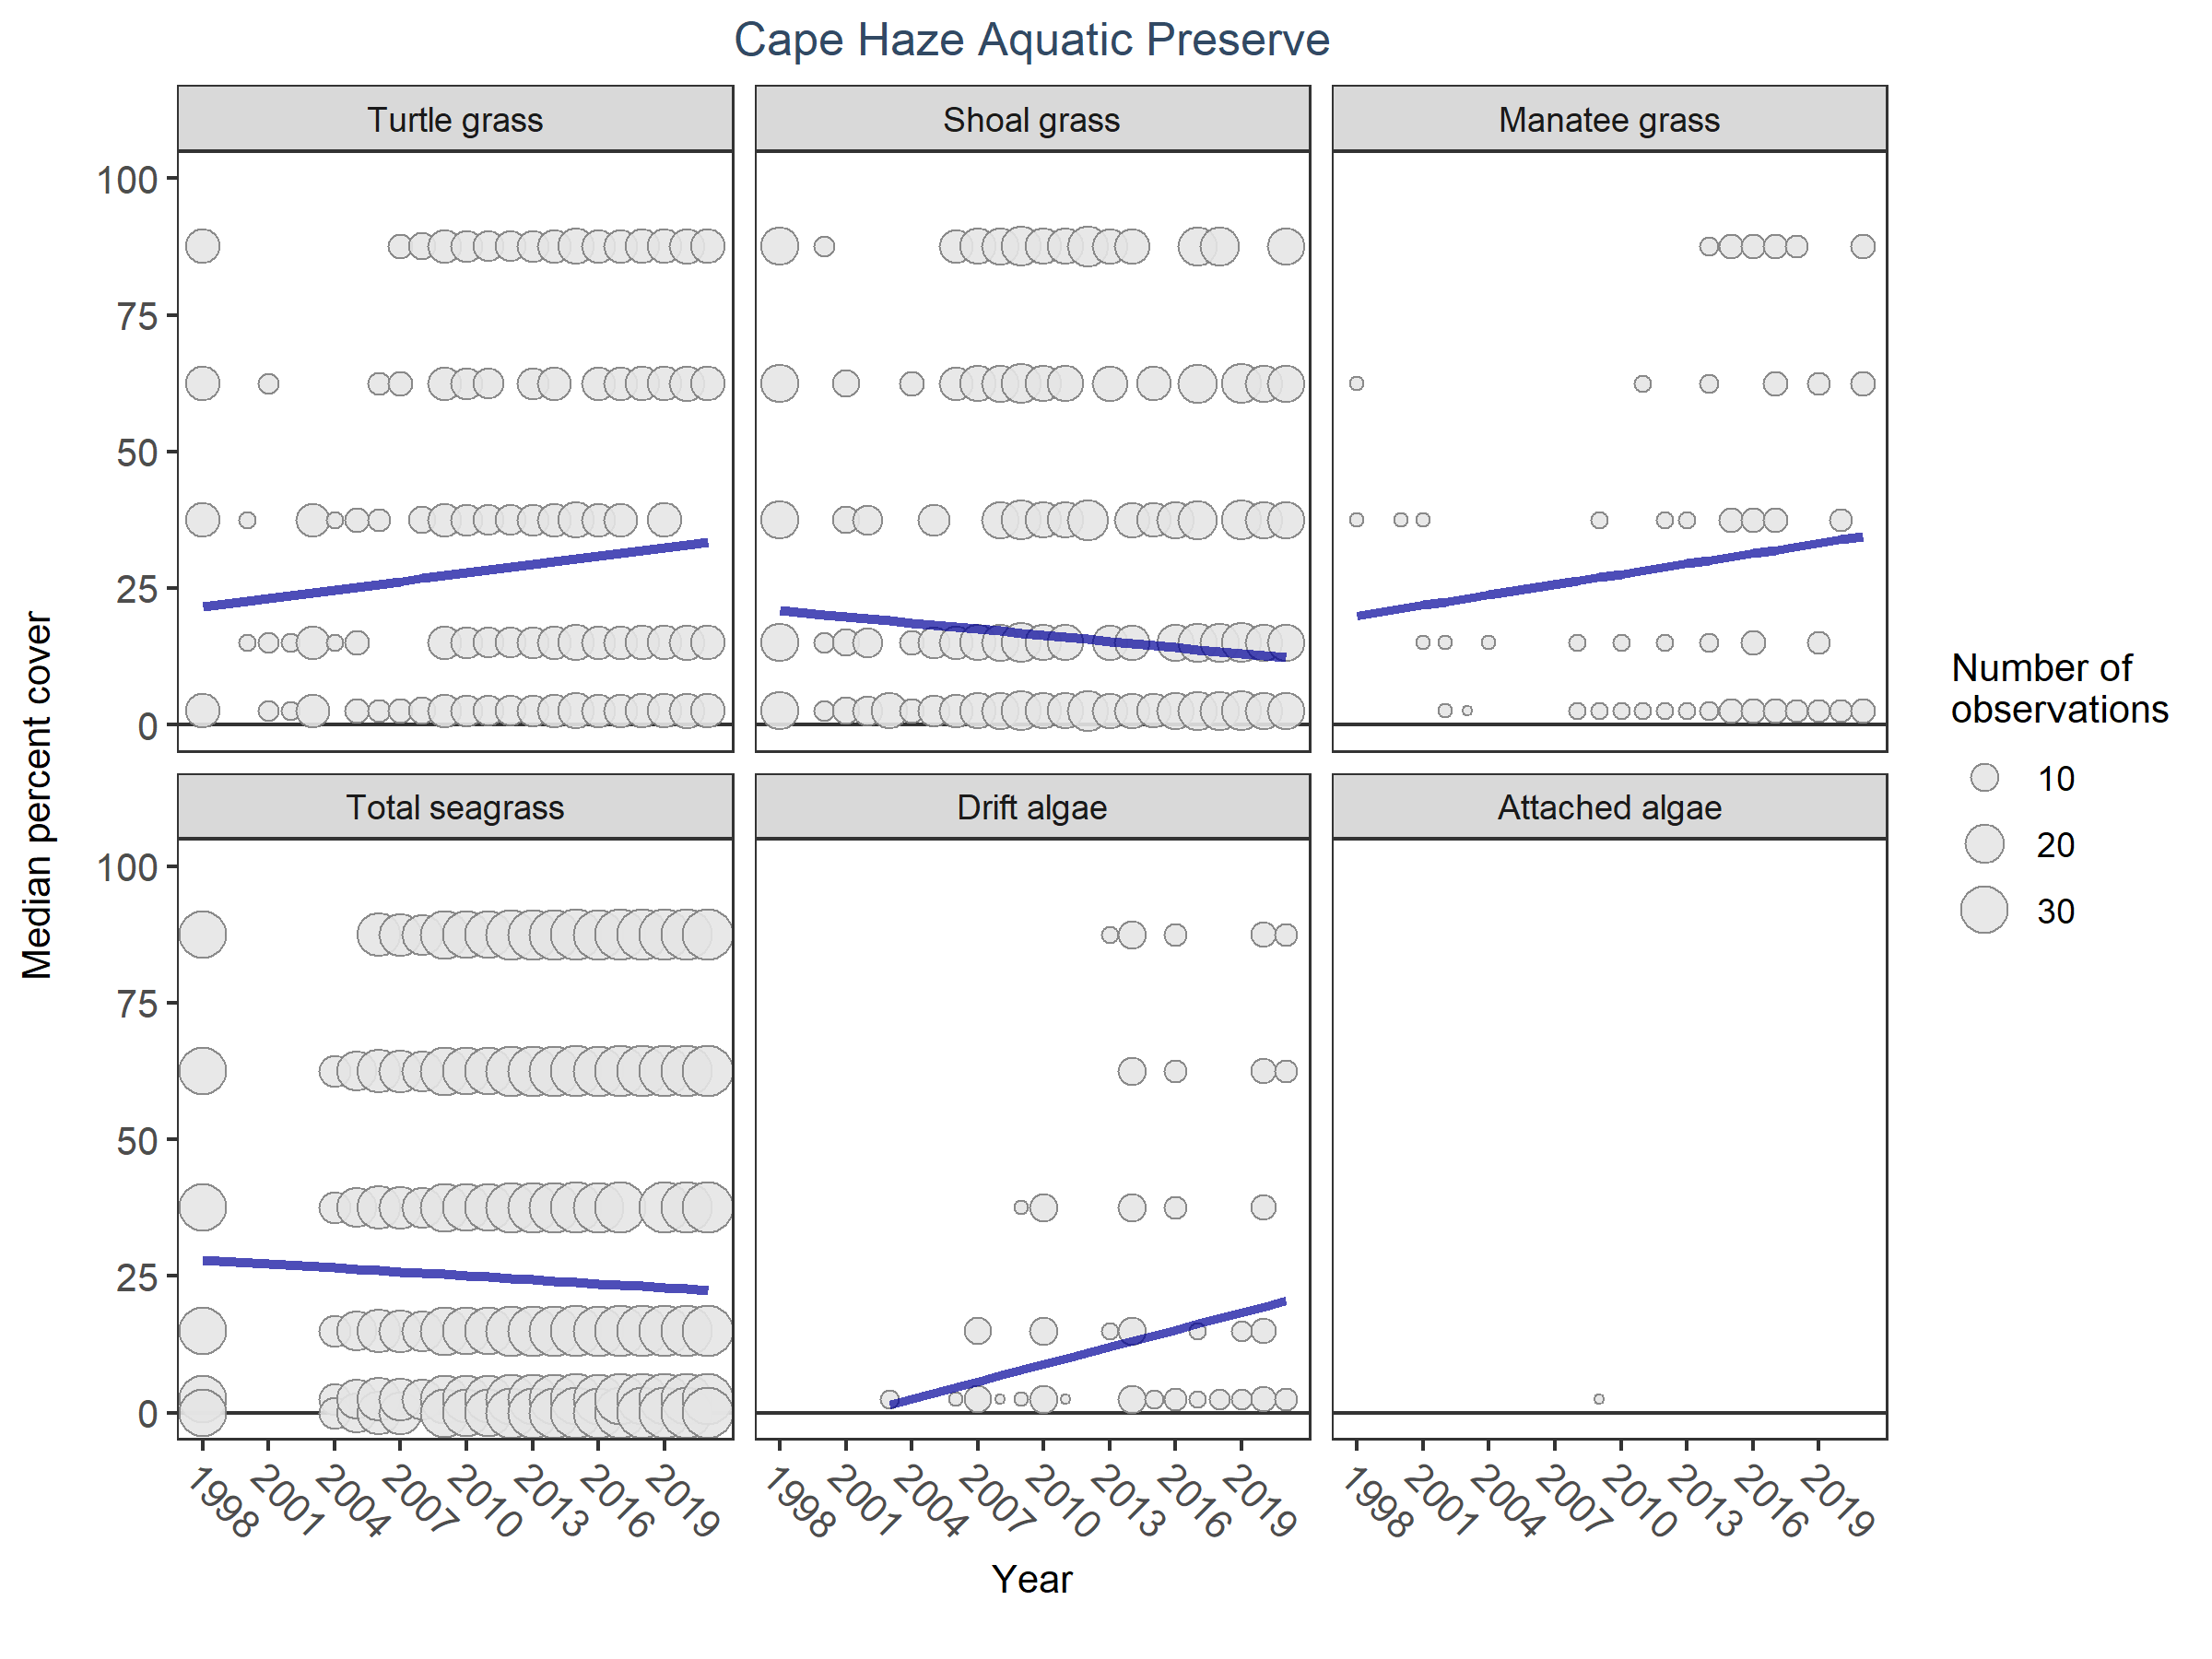 Cape Haze Aquatic Preserve
Turtle grass
Shoal grass
Manatee grass
100
75
50
25
0
Total seagrass
Drift algae
Attached algae
100
75
50
25
0
1998 2001 2004 2007 2010 2013 2016 2019
1998 2001 2004 2007 2010 2013 2016 2019
1998 2001 2004 2007 2010 2013 2016 2019
Year
Median percent cover
Number of
observations
10
20
30